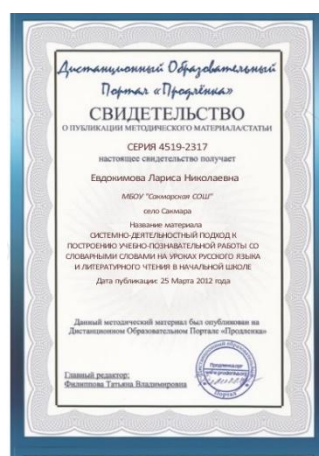 Дистанционный Образовательный
Портал «Продлёнка»
СВИДЕТЕЛЬСТВО
О ПУБЛИКАЦИИ МЕТОДИЧЕСКОГО МАТЕРИАЛА/СТАТЬИ
СЕРИЯ 4519-2317
настоящее свидетельство получает
Евдокимова Лариса Николаевна
МБОУ "Сакмарская СОШ"
село Сакмара
Название материала
СИСТЕМНО-ДЕЯТЕЛЬНОСТНЫЙ ПОДХОД К
ПОСТРОЕНИЮ УЧЕБНО-ПОЗНАВАТЕЛЬНОЙ РАБОТЫ СО
СЛОВАРНЫМИ СЛОВАМИ НА УРОКАХ РУССКОГО ЯЗЫКА
И ЛИТЕРАТУРНОГО ЧТЕНИЯ В НАЧАЛЬНОЙ ШКОЛЕ
Дата публикации: 25 Марта 2012 года
Данный методический материал был опубликован на
Дистанционном Образовательном Портале «Продленка»
Главный редактор:
Филиппова Татьяна Владимировна